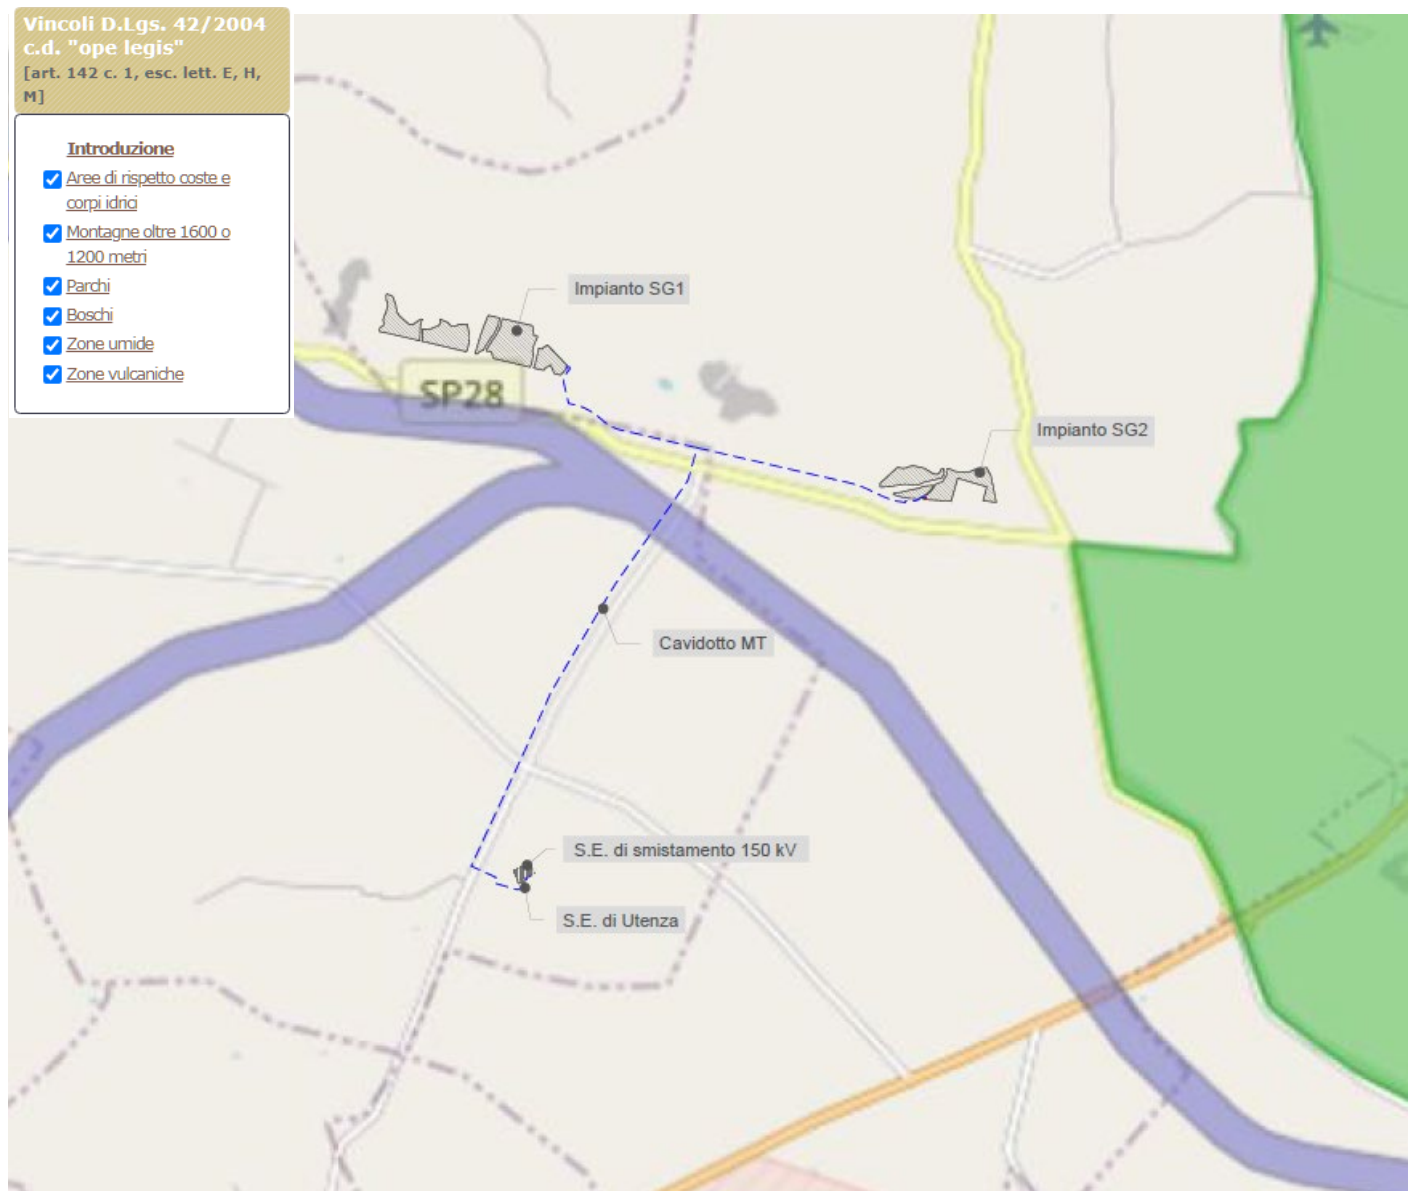 Vincoli D.Lgs. 42/2004
c.d. "ope legis"
[art. 142 c. 1, esc. lett. E, H,
M]
Introduzione
Aree di rispetto coste e
corpi idrici
Montagne oltre 1600 o
1200 metri
Parchi
Boschi
Zone umide
Zone vulcaniche
Impianto SG1
SP28
Impianto SG2
Cavidotto MT
S.E. di smistamento 150 kV
S.E. di Utenza